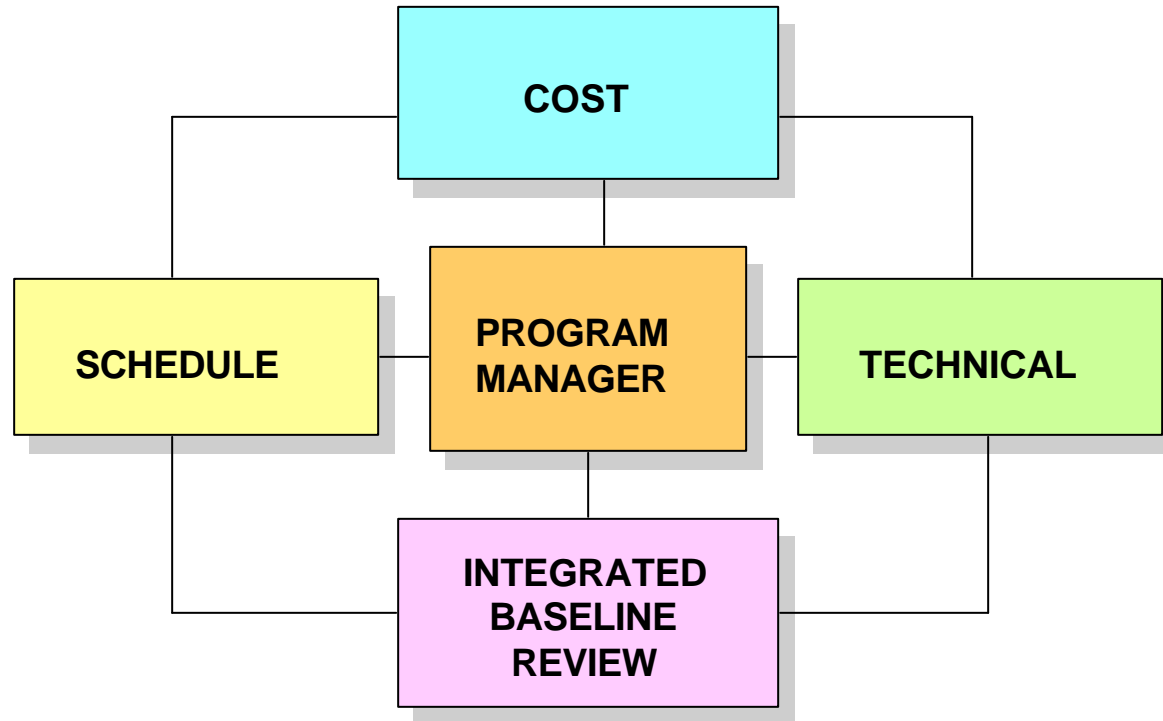 COST
SCHEDULE
PROGRAM
MANAGER
TECHNICAL
INTEGRATED
BASELINE
REVIEW